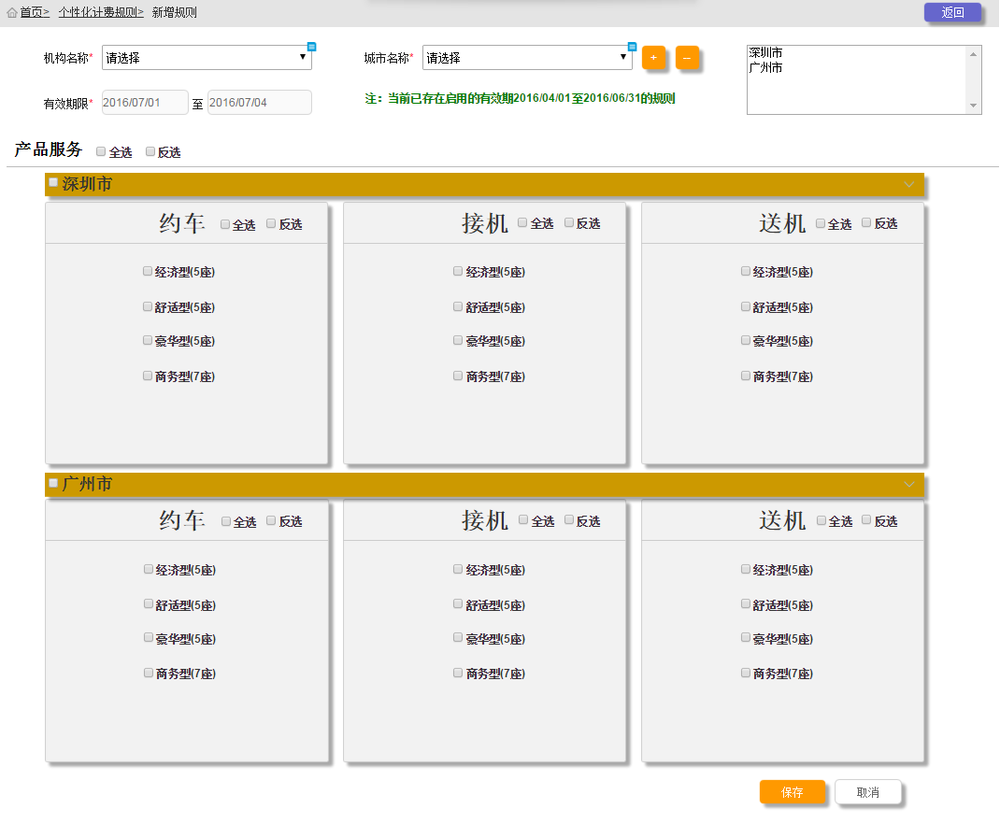 首页> 个性化计费规则> 新增规则 返回
机构名称* 请选择 城市名称* 请选择 + - 深圳市
广州市
有效期限* 2016/07/01 至 2016/07/04 注：当前已存在启用的有效期2016/04/01至2016/06/31的规则
产品服务 全选 反选
深圳市
约车 全选 反选 接机 全选 反选 送机 全选 反选
经济型(5座) 经济型(5座) 经济型(5座)
舒适型(5座) 舒适型(5座) 舒适型(5座)
豪华型(5座) 豪华型(5座) 豪华型(5座)
商务型(7座) 商务型(7座) 商务型(7座)
广州市
约车 全选 反选 接机 全选 反选 送机 全选 反选
经济型(5座) 经济型(5座) 经济型(5座)
舒适型(5座) 舒适型(5座) 舒适型(5座)
豪华型(5座) 豪华型(5座) 豪华型(5座)
商务型(7座) 商务型(7座) 商务型(7座)
保存 取消